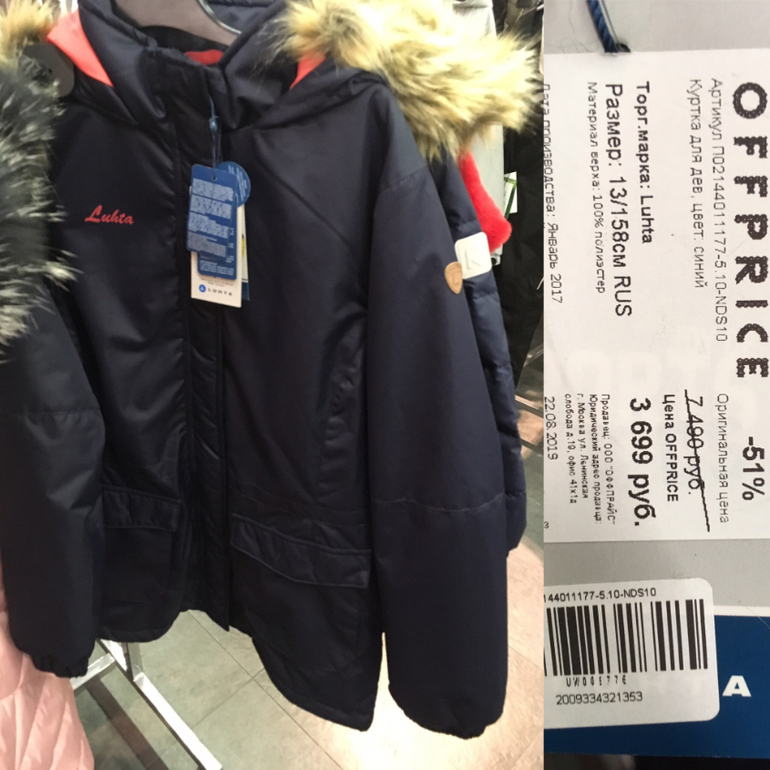 Luhta
LUHTA
K
OFFPRICE
-51%
Артикул П02144011177-5.10-NDS10
Куртка для дев, цвет: синий
Оригинальная цена
7 490 руб.
Цена OFFPRICE
3 699 руб.
Торг.марка: Luhta
Размер: 13/158см RUS
Материал верха: 100% полиэстер
Продавец: ООО "ОФФПРАЙС"
Юридический адрес продавца:
г. Москва ул. Ленинская
слобода д.19, офис 41х1д
Дата производства: Январь 2017
22.08.2019
144011177-5.10-NDS10
2009334321353
A